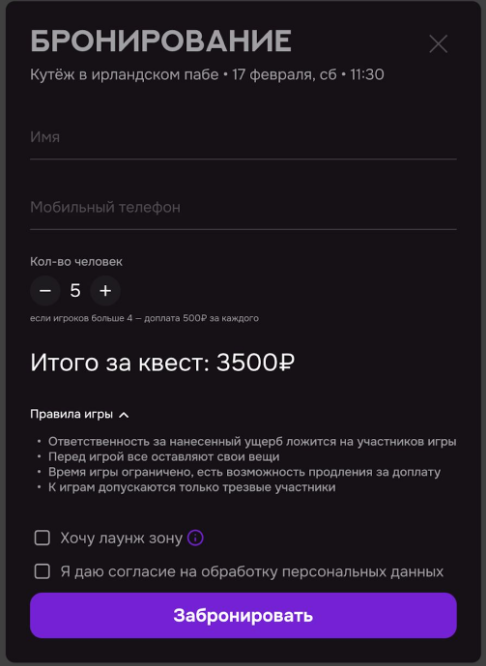 БРОНИРОВАНИЕ
Кутёж в ирландском пабе • 17 февраля, сб • 11:30
Имя
Мобильный телефон
Кол-во человек
− 5 +
если игроков больше 4 — доплата 500₽ за каждого
Итого за квест: 3500₽
Правила игры
• Ответственность за нанесенный ущерб ложится на участников игры
• Перед игрой все оставляют свои вещи
• Время игры ограничено, есть возможность продления за доплату
• К играм допускаются только трезвые участники
Хочу лаунж зону
Я даю согласие на обработку персональных данных
Забронировать